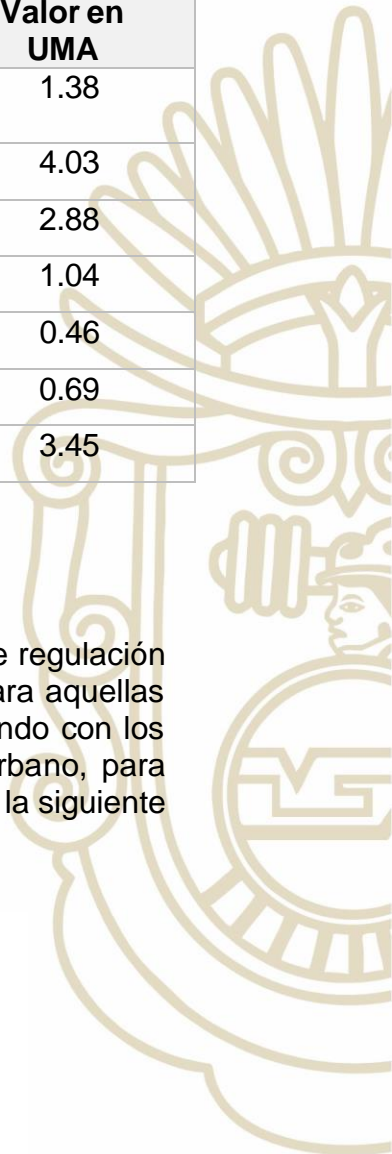 Valor en
UMA
1.38
4.03
2.88
1.04
0.46
0.69
3.45
e regulación
ara aquellas
ndo con los
rbano, para
la siguiente